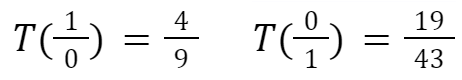 T(1/0) = 4/9 T(0/1) = 19/43